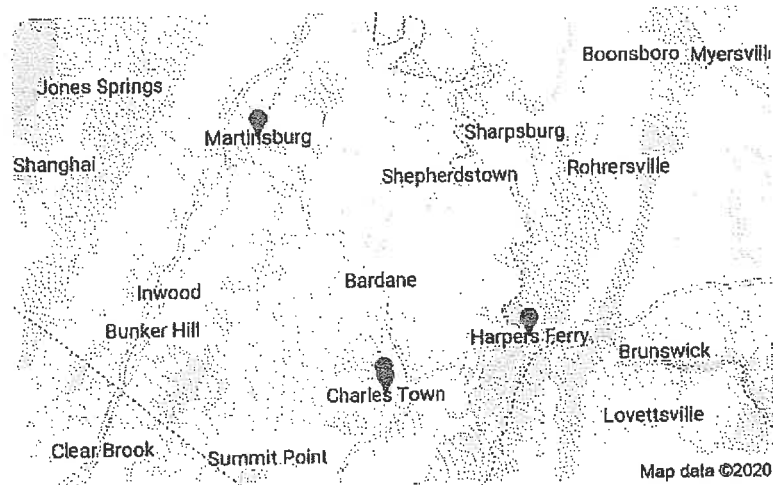 Boonsboro Myersvill
Jones Springs
Martinsburg
Sharpsburg
Shanghai
Shepherdstown
Rohrersville
Inwood
Bardane
Bunker Hill
Harpers Ferry
Brunswick
Charles Town
Lovettsville
Clear Brook
Summit Point
Map data ©2020